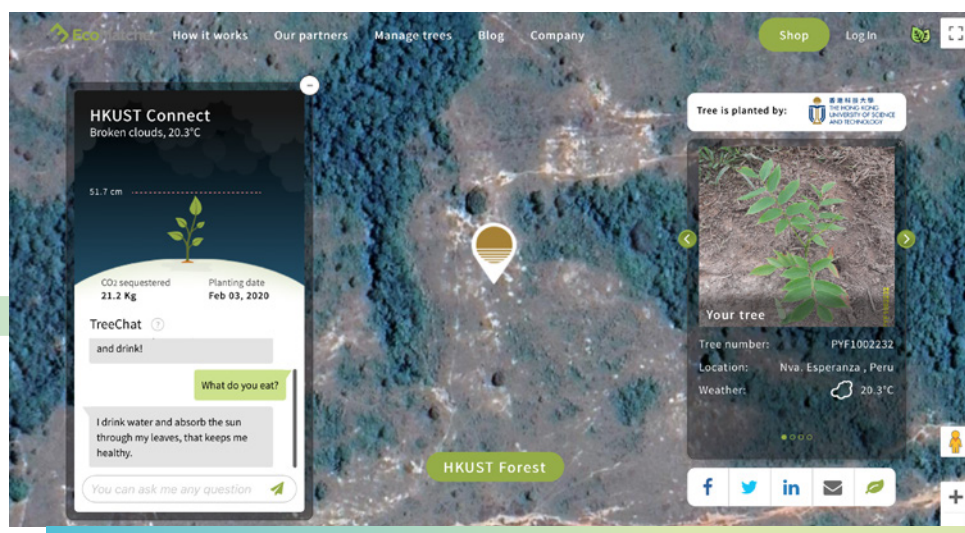 Ecomatcher
How it works
Our partners
Manage trees
Blog
Company
Shop
Log In
HKUST Connect
Broken clouds, 20.3°C
51.7 cm
CO2 sequestered
21.2 Kg
Planting date
Feb 03, 2020
TreeChat ?
and drink!
What do you eat?
I drink water and absorb the sun
through my leaves, that keeps me
healthy.
You can ask me any question
HKUST Forest
Tree is planted by:
香港科技大學
THE HONG KONG
UNIVERSITY OF SCIENCE
AND TECHNOLOGY
Your tree
Tree number: PYF1002232
Location: Nva. Esperanza , Peru
Weather: 20.3°C